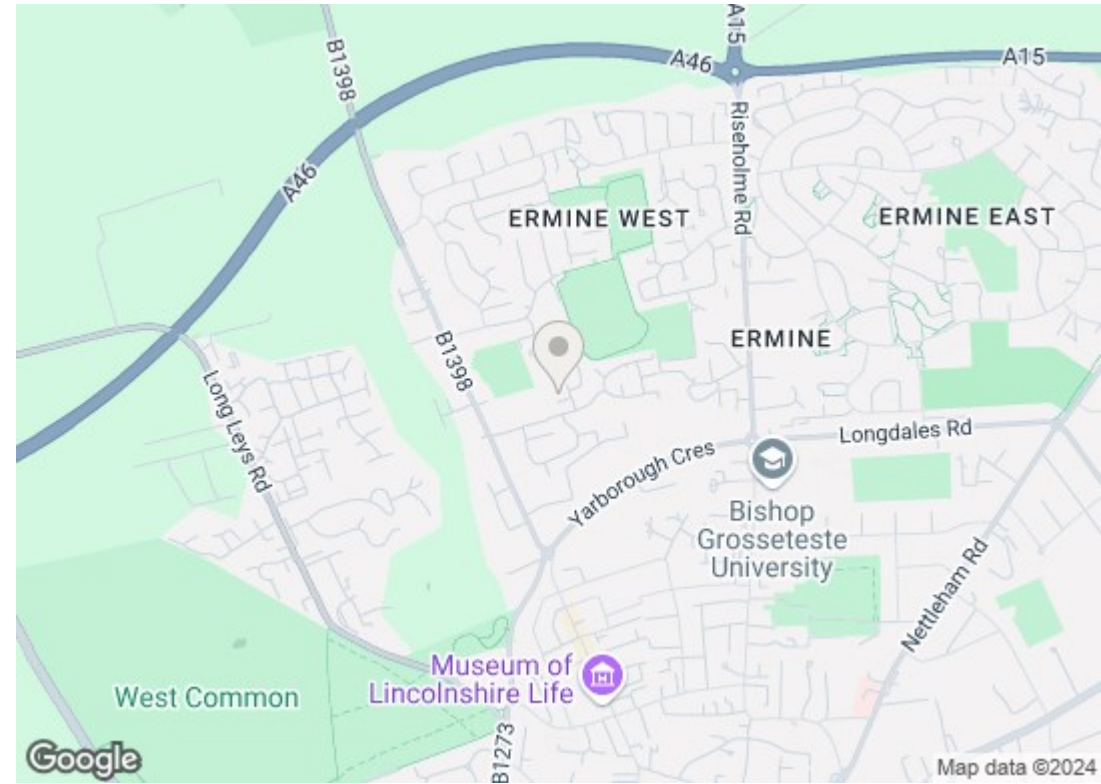 A15
B1398
A46
A15
Riseholme Rd
A46
ERMINE WEST
ERMINE EAST
B1398
ERMINE
Long Leys Rd
Longdales Rd
Yarborough Cres
Bishop
Grosseteste
University
Nettleham Rd
Museum of
Lincolnshire Life
West Common
B1273
Google
Map data ©2024